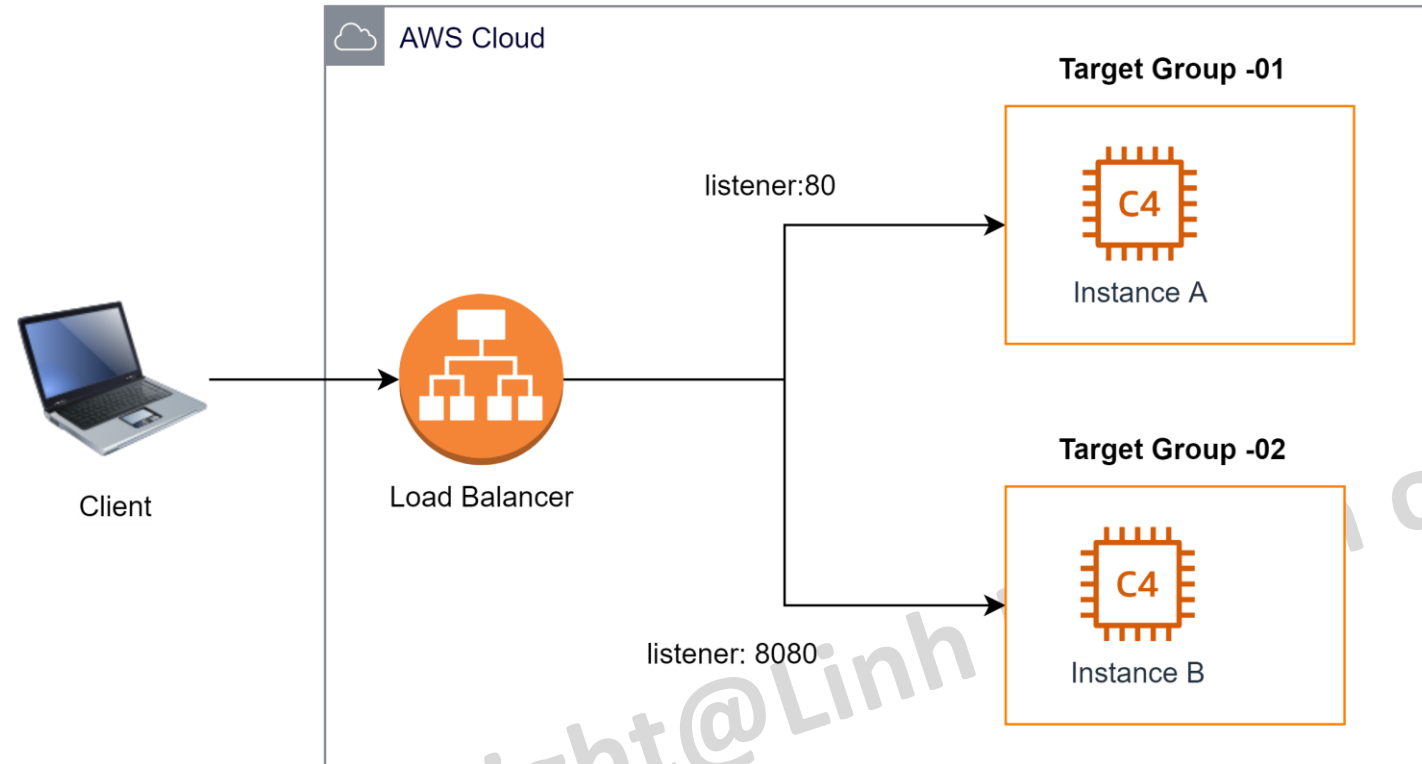 AWS Cloud
Target Group -01
listener:80
C4
Instance A
Client
Load Balancer
Target Group -02
C4
listener: 8080
Instance B
@Linh